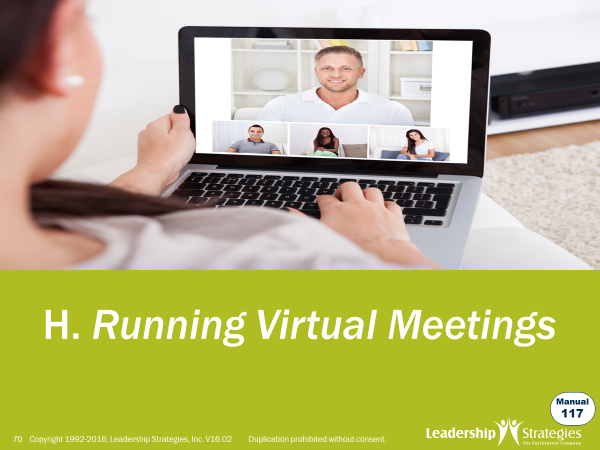 H. Running Virtual Meetings
Manual
117
70 Copyright 1992-2016, Leadership Strategies, Inc. V16.02 Duplication prohibited without consent.
Leadership Strategies
The Facilitation Company